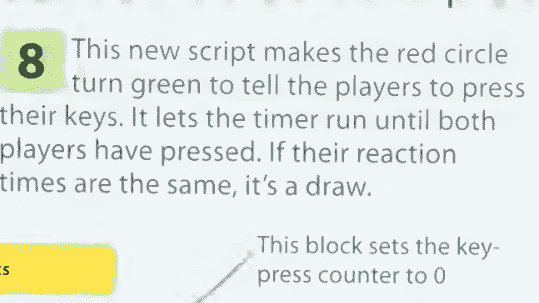 8 This new script makes the red circle
turn green to tell the players to press
their keys. It lets the timer run until both
players have pressed. If their reaction
times are the same, it's a draw.
This block sets the key-
press counter to 0